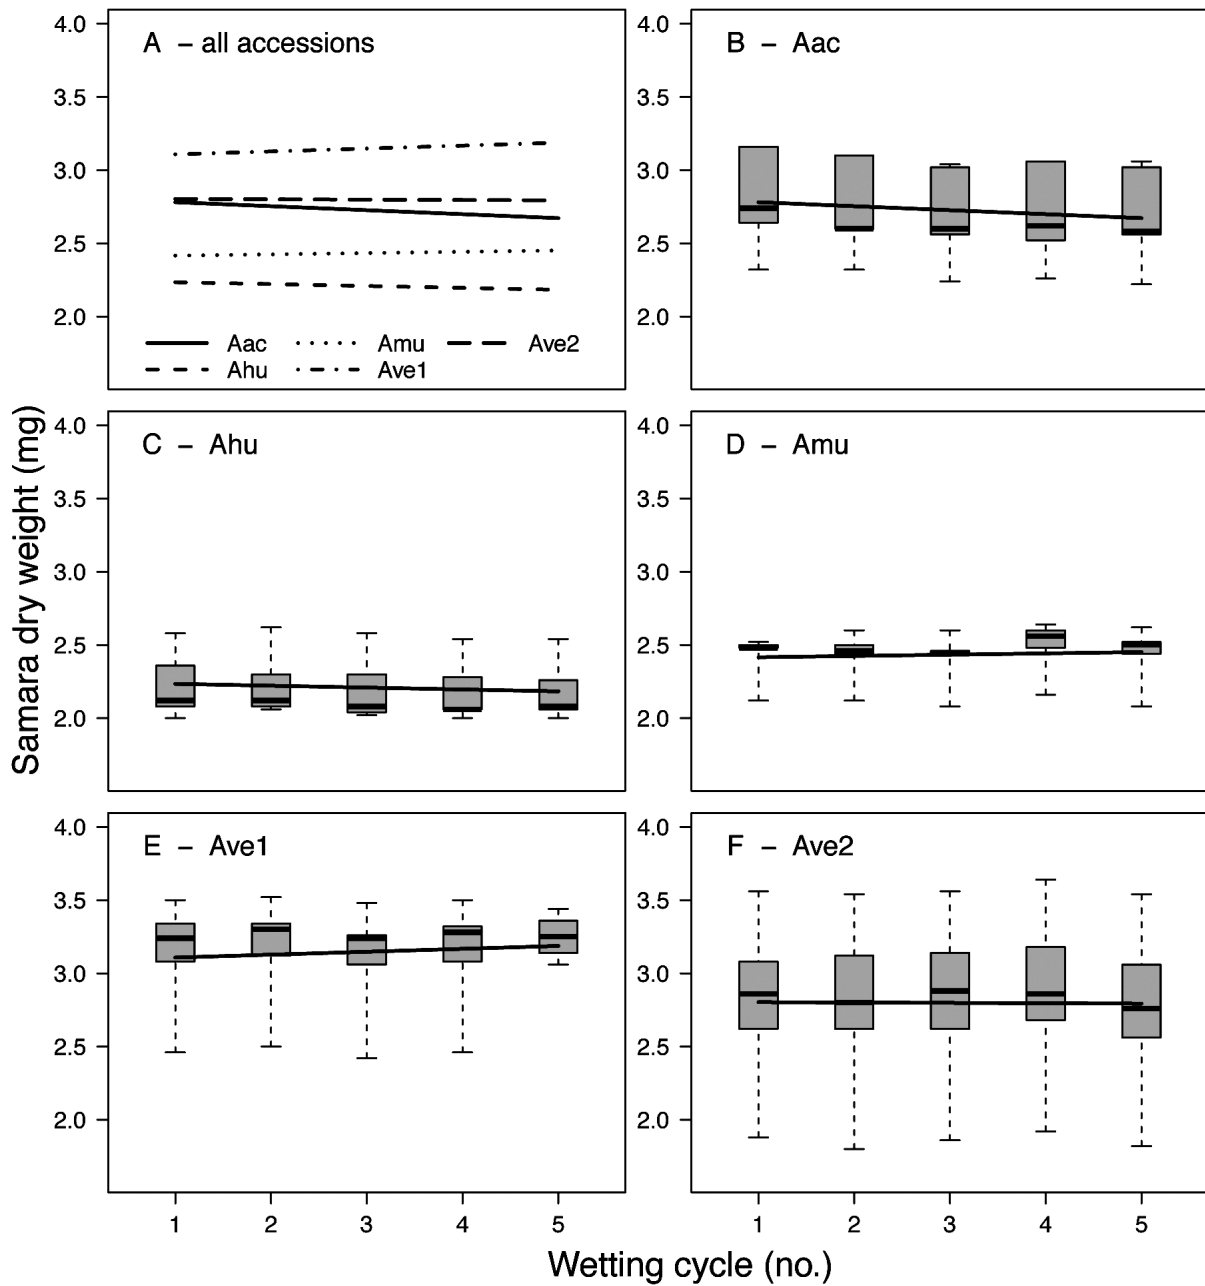 A – all accessions
B – Aac
4.0
3.5
3.0
2.5
2.0
4.0
3.5
3.0
2.5
2.0
Aac
Amu
Ave2
Ahu
Ave1
C – Ahu
D – Amu
4.0
3.5
3.0
2.5
2.0
4.0
3.5
3.0
2.5
2.0
Samara dry weight (mg)
E – Ave1
F – Ave2
4.0
3.5
3.0
2.5
2.0
4.0
3.5
3.0
2.5
2.0
1 2 3 4 5
1 2 3 4 5
Wetting cycle (no.)